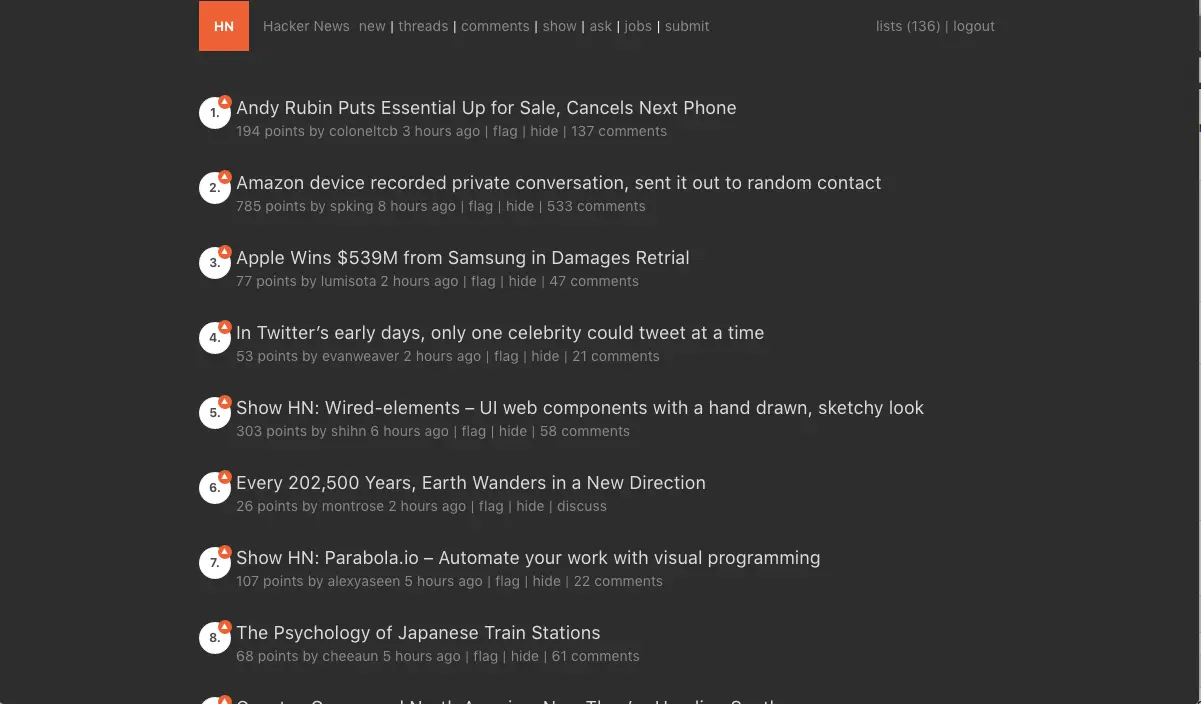 HN Hacker News new | threads | comments | show | ask | jobs | submit lists (136) | logout
1. Andy Rubin Puts Essential Up for Sale, Cancels Next Phone
194 points by coloneltcb 3 hours ago | flag | hide | 137 comments
2. Amazon device recorded private conversation, sent it out to random contact
785 points by spking 8 hours ago | flag | hide | 533 comments
3. Apple Wins $539M from Samsung in Damages Retrial
77 points by lumisota 2 hours ago | flag | hide | 47 comments
4. In Twitter’s early days, only one celebrity could tweet at a time
53 points by evanweaver 2 hours ago | flag | hide | 21 comments
5. Show HN: Wired-elements – UI web components with a hand drawn, sketchy look
303 points by shihn 6 hours ago | flag | hide | 58 comments
6. Every 202,500 Years, Earth Wanders in a New Direction
26 points by montrose 2 hours ago | flag | hide | discuss
7. Show HN: Parabola.io – Automate your work with visual programming
107 points by alexyaseen 5 hours ago | flag | hide | 22 comments
8. The Psychology of Japanese Train Stations
68 points by cheeaun 5 hours ago | flag | hide | 61 comments